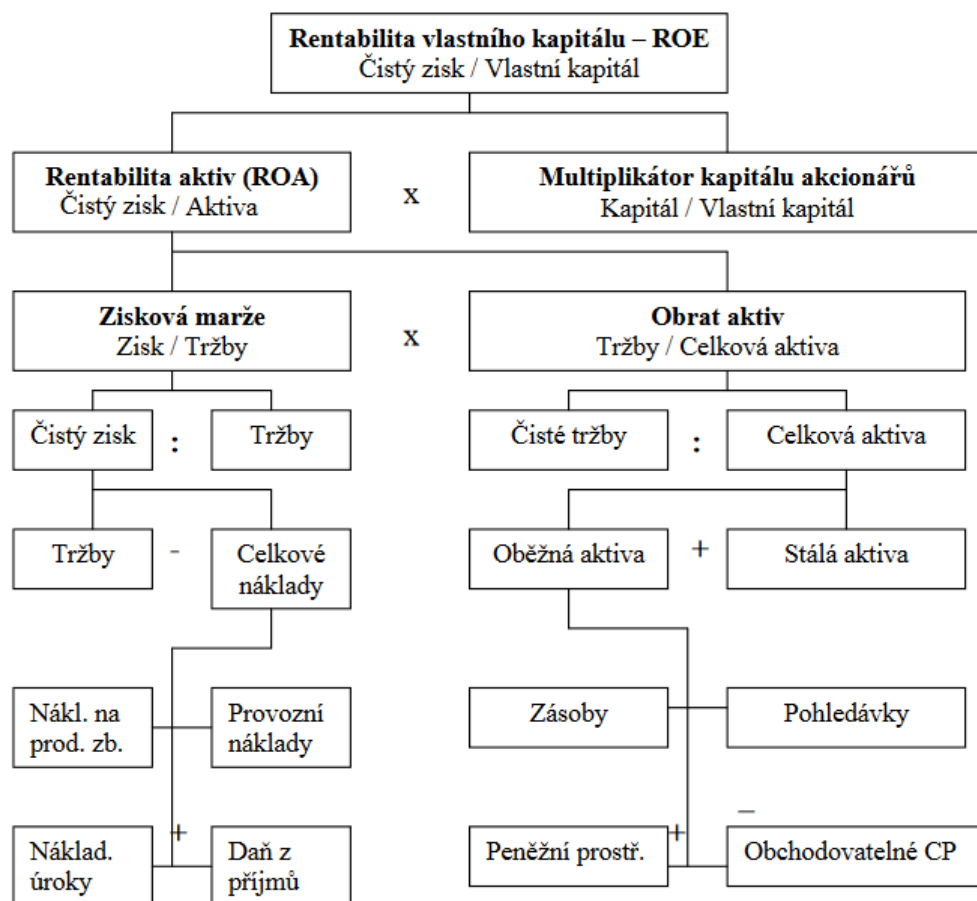 Rentabilita vlastního kapitálu – ROE
Čistý zisk / Vlastní kapitál
Rentabilita aktiv (ROA)
Čistý zisk / Aktiva
x
Multiplikátor kapitálu akcionářů
Kapitál / Vlastní kapitál
Zisková marže
Zisk / Tržby
x
Obrat aktiv
Tržby / Celková aktiva
Čistý zisk
:
Tržby
Čisté tržby
:
Celková aktiva
Tržby
-
Celkové
náklady
Oběžná aktiva
+
Stálá aktiva
Nákl. na
prod. zb.
Provozní
náklady
Zásoby
Pohledávky
Náklad.
úroky
+
Daň z
příjmů
Peněžní prostř.
+
–
Obchodovatelné CP